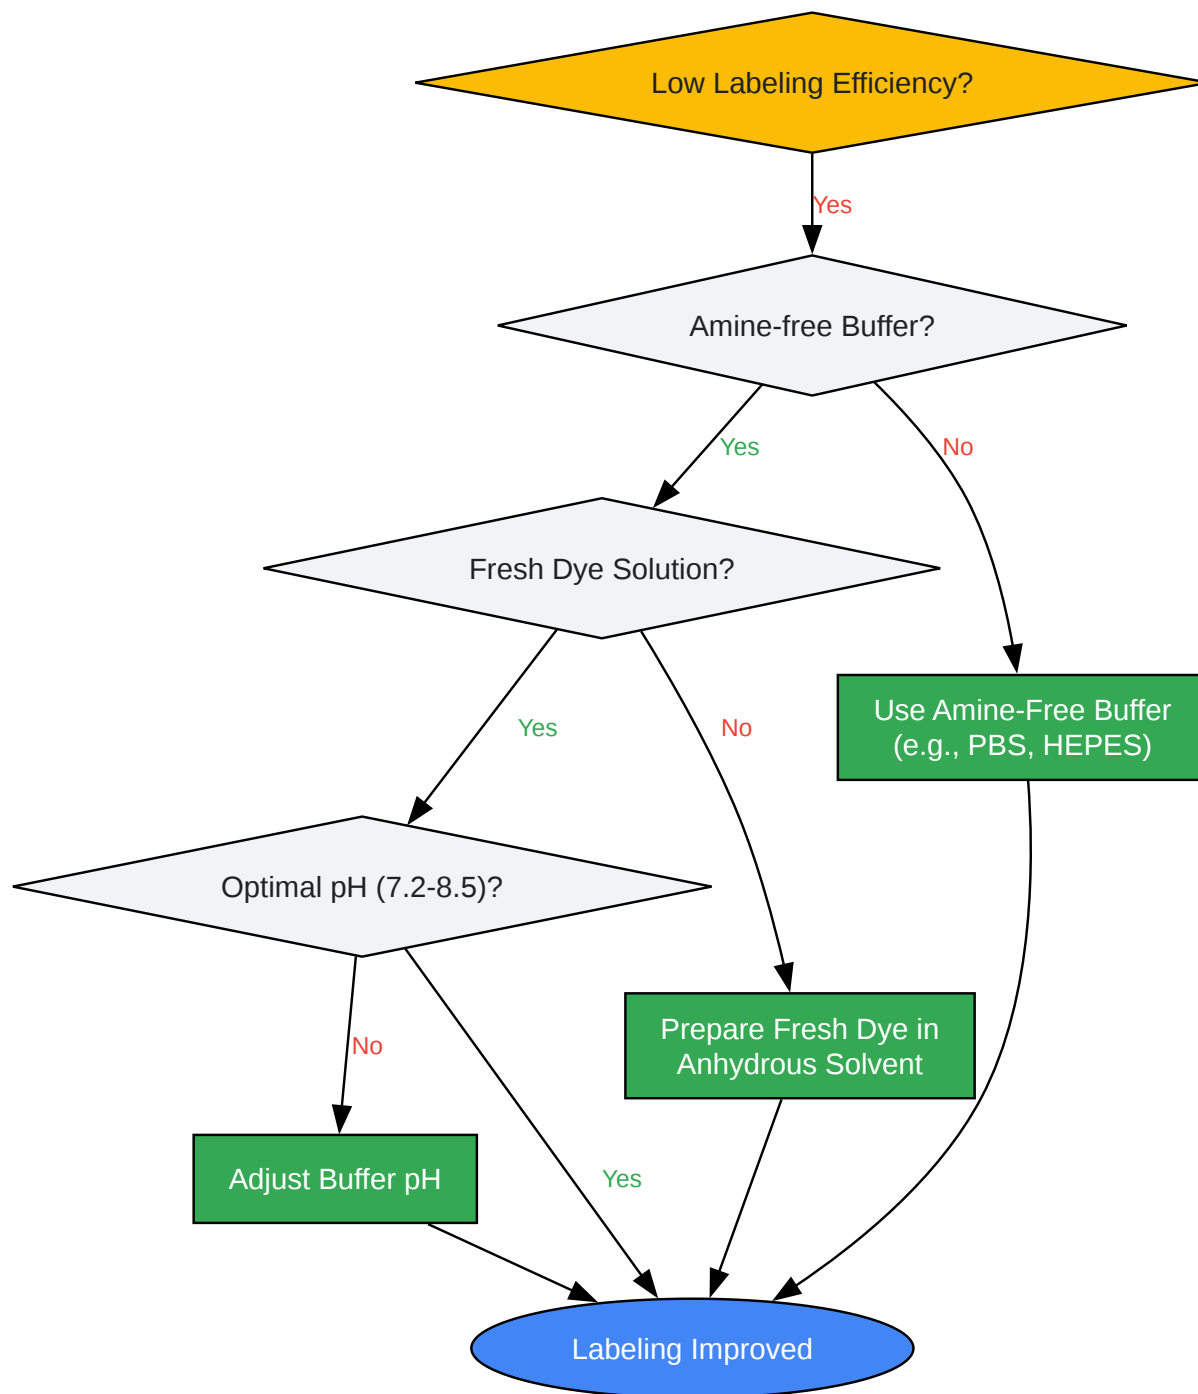 Low Labeling Efficiency?
Yes
Amine-free Buffer?
Yes
No
Fresh Dye Solution?
Use Amine-Free Buffer
(e.g., PBS, HEPES)
Yes
No
Optimal pH (7.2-8.5)?
Prepare Fresh Dye in
Anhydrous Solvent
No
Adjust Buffer pH
Yes
Labeling Improved